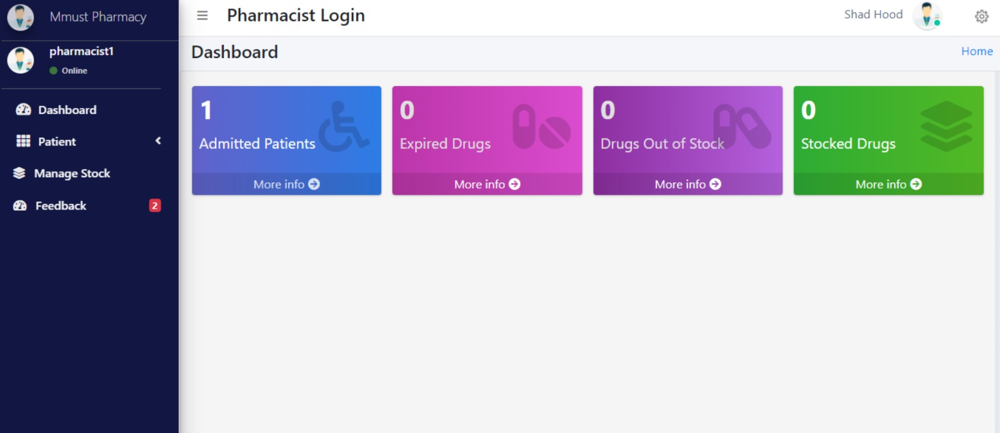 Mmust Pharmacy
pharmacist1
Online
Dashboard
Patient
Manage Stock
Feedback 2
Pharmacist Login
Shad Hood
Dashboard
Home
1
Admitted Patients
More info
0
Expired Drugs
More info
0
Drugs Out of Stock
More info
0
Stocked Drugs
More info